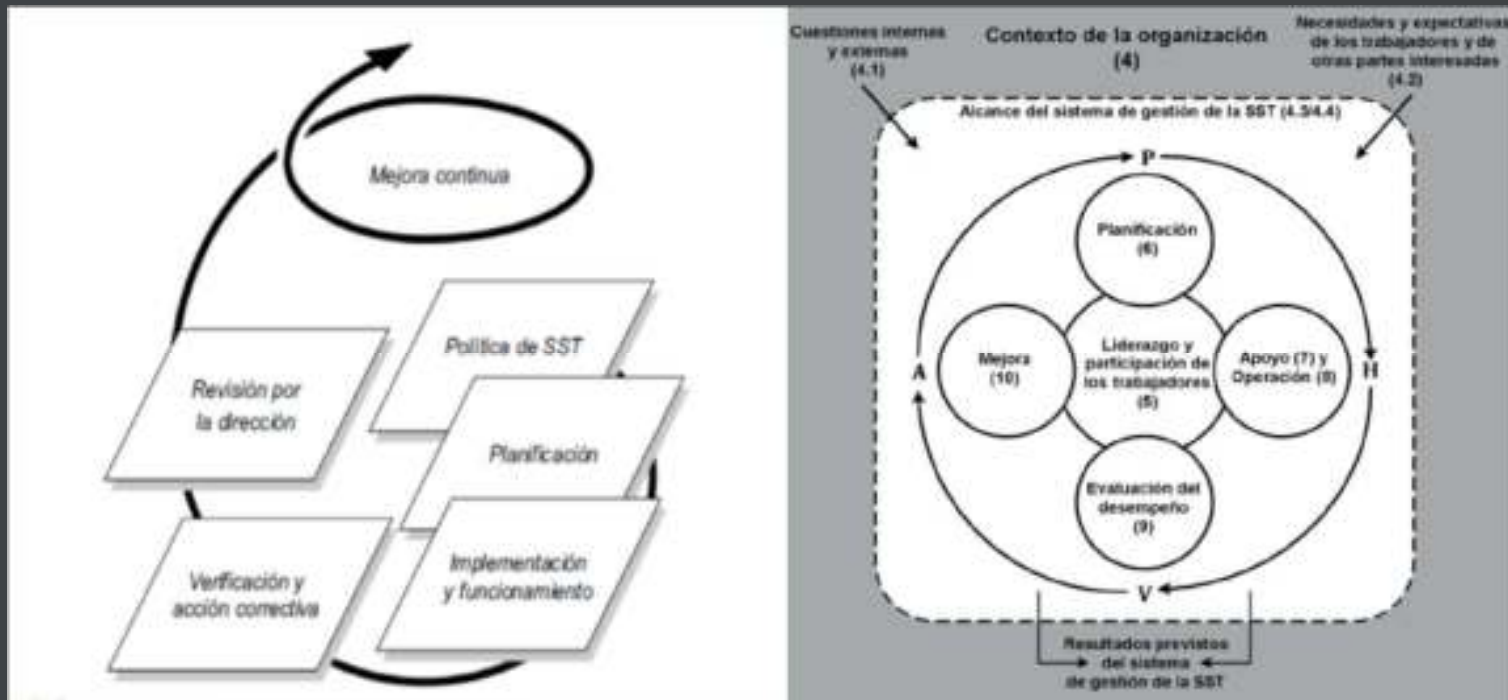 Mejora continua
Política de SST
Planificación
Implementación
y funcionamiento
Verificación y
acción correctiva
Revisión por
la dirección
Cuestiones internas
y externas
(4.1)
Contexto de la organización
(4)
Necesidades y expectativas
de los trabajadores y de
otras partes interesadas
(4.2)
Alcance del sistema de gestión de la SST (4.3/4.4)
P
Planificación
(6)
A
Mejora
(10)
Liderazgo y
participación de
los trabajadores
(5)
Apoyo (7) y
Operación (8)
H
Evaluación del
desempeño
(9)
V
Resultados previstos
del sistema
de gestión de la SST